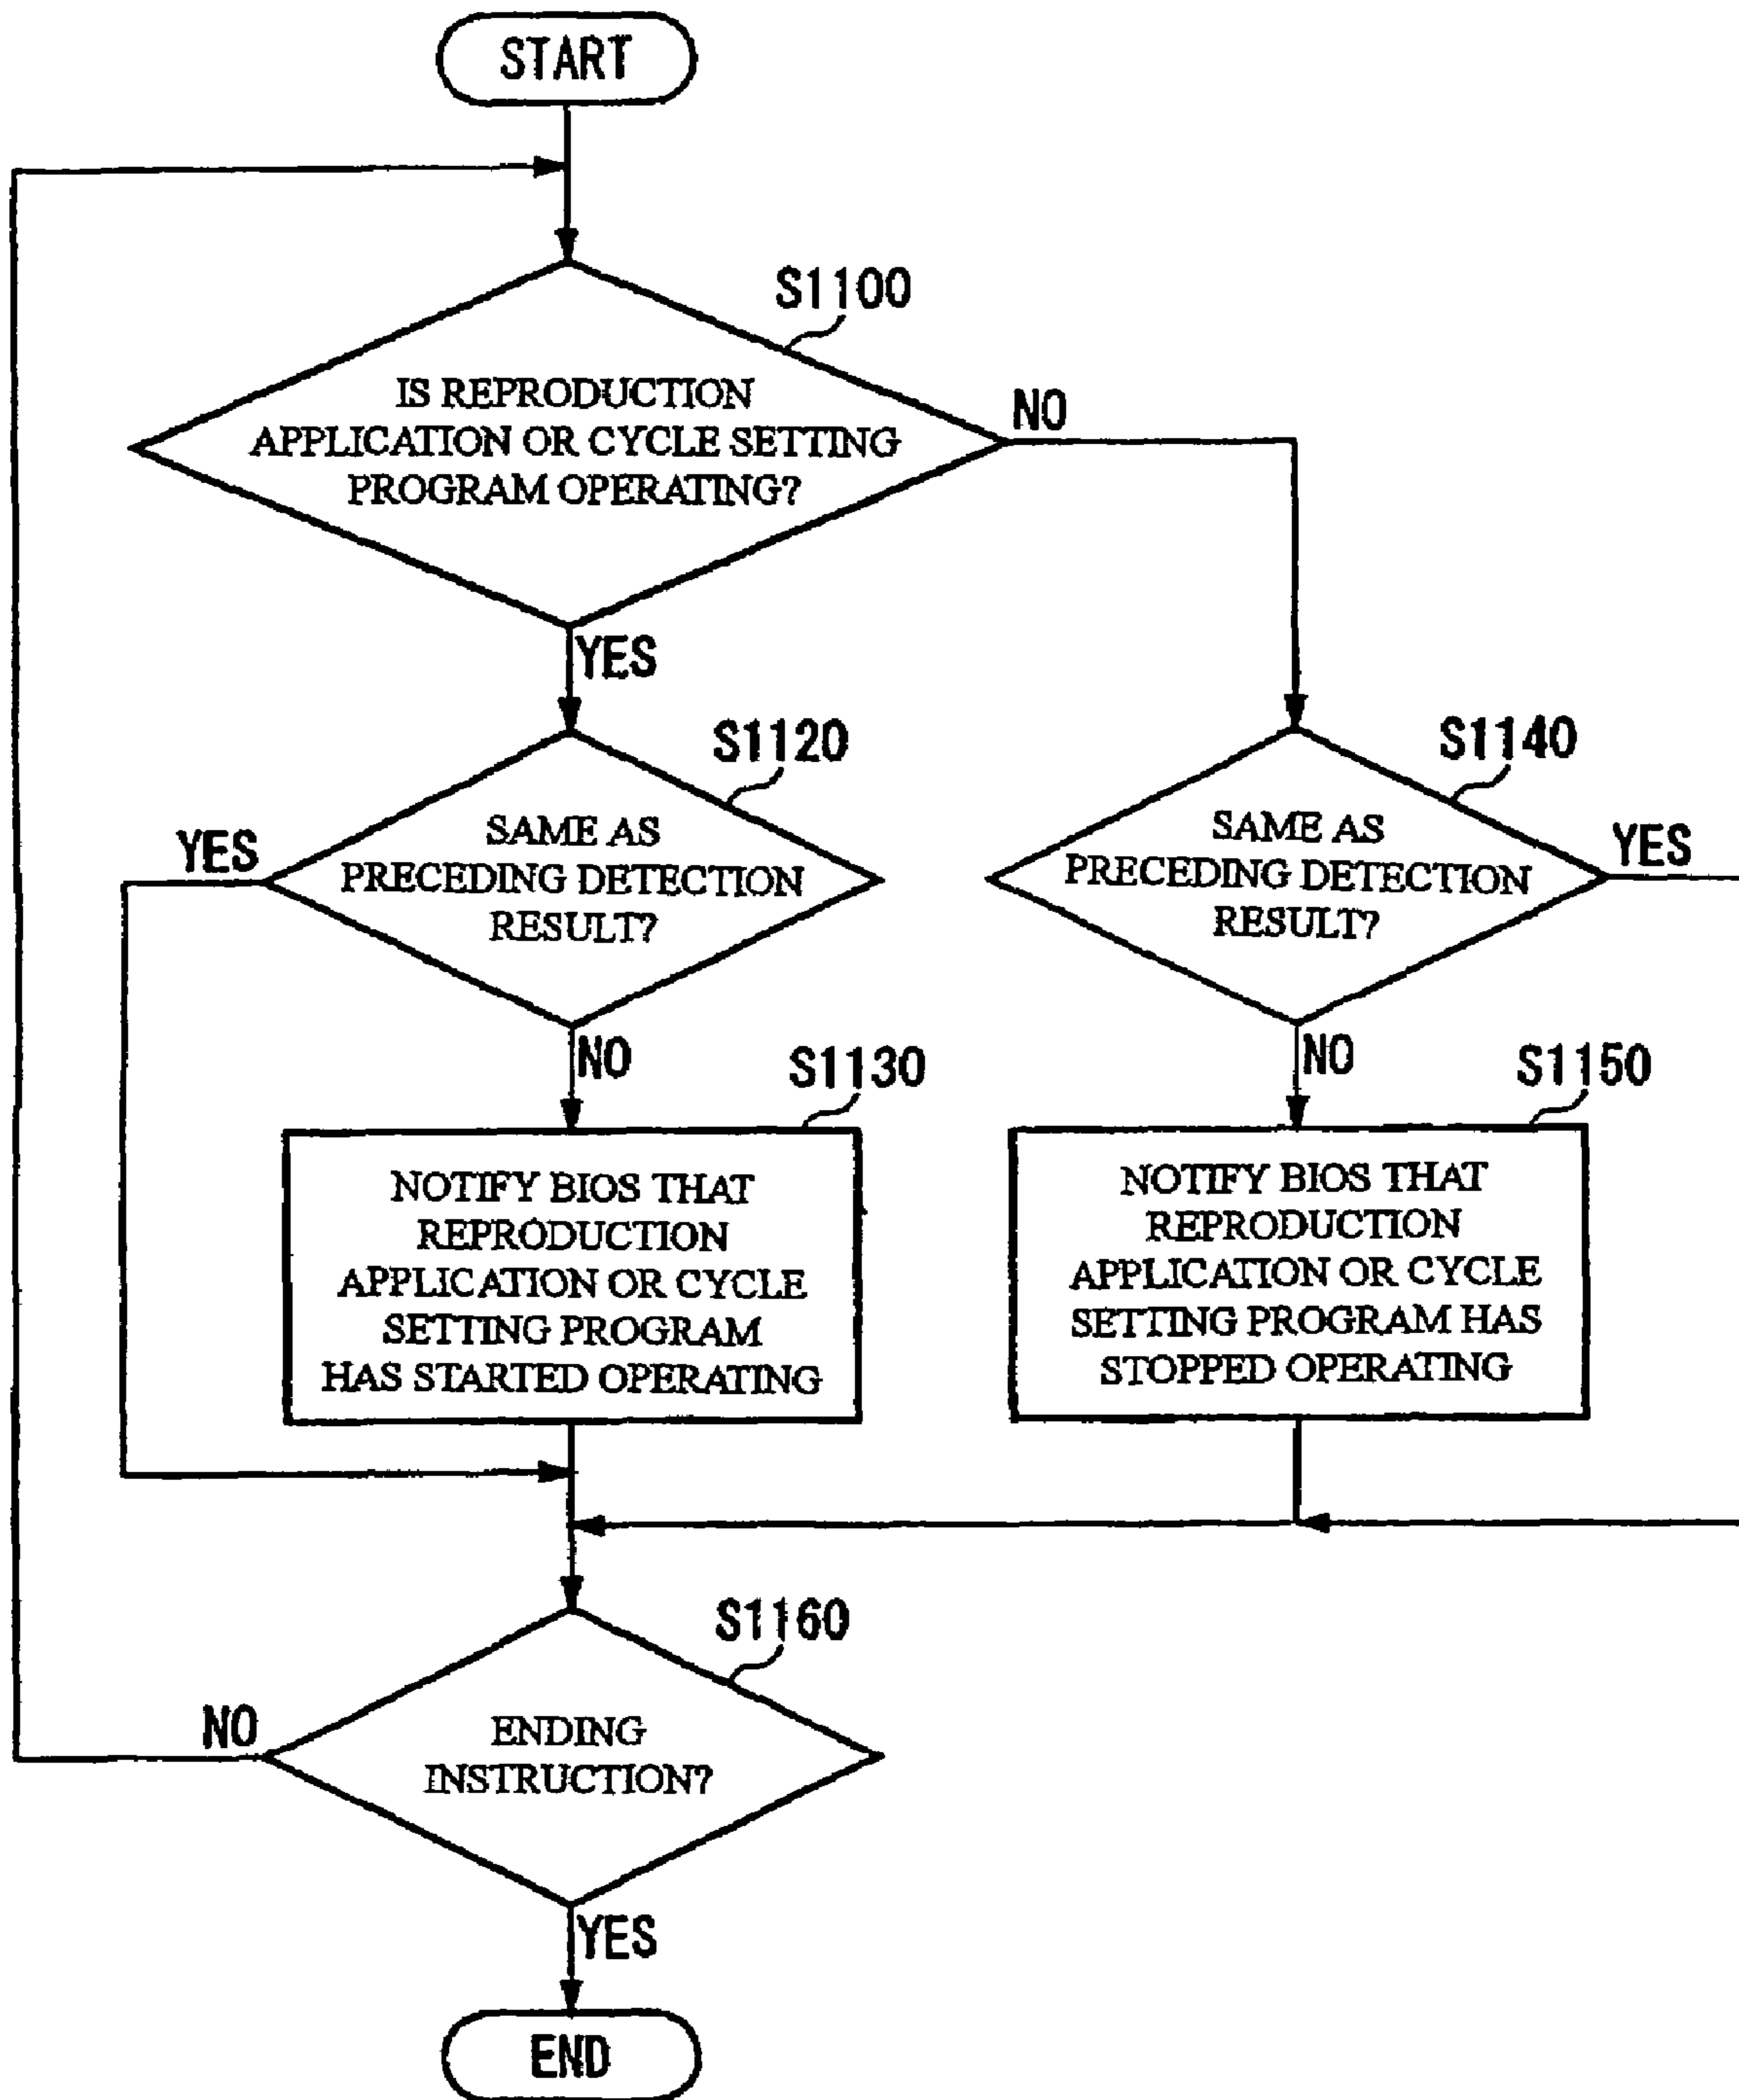 START
S1100
IS REPRODUCTION
APPLICATION OR CYCLE SETTING
PROGRAM OPERATING?
NO
YES
S1120
SAME AS
PRECEDING DETECTION
RESULT?
YES
NO
S1130
NOTIFY BIOS THAT
REPRODUCTION
APPLICATION OR CYCLE
SETTING PROGRAM
HAS STARTED OPERATING
S1140
SAME AS
PRECEDING DETECTION
RESULT?
YES
NO
S1150
NOTIFY BIOS THAT
REPRODUCTION
APPLICATION OR CYCLE
SETTING PROGRAM HAS
STOPPED OPERATING
S1160
ENDING
INSTRUCTION?
NO
YES
END